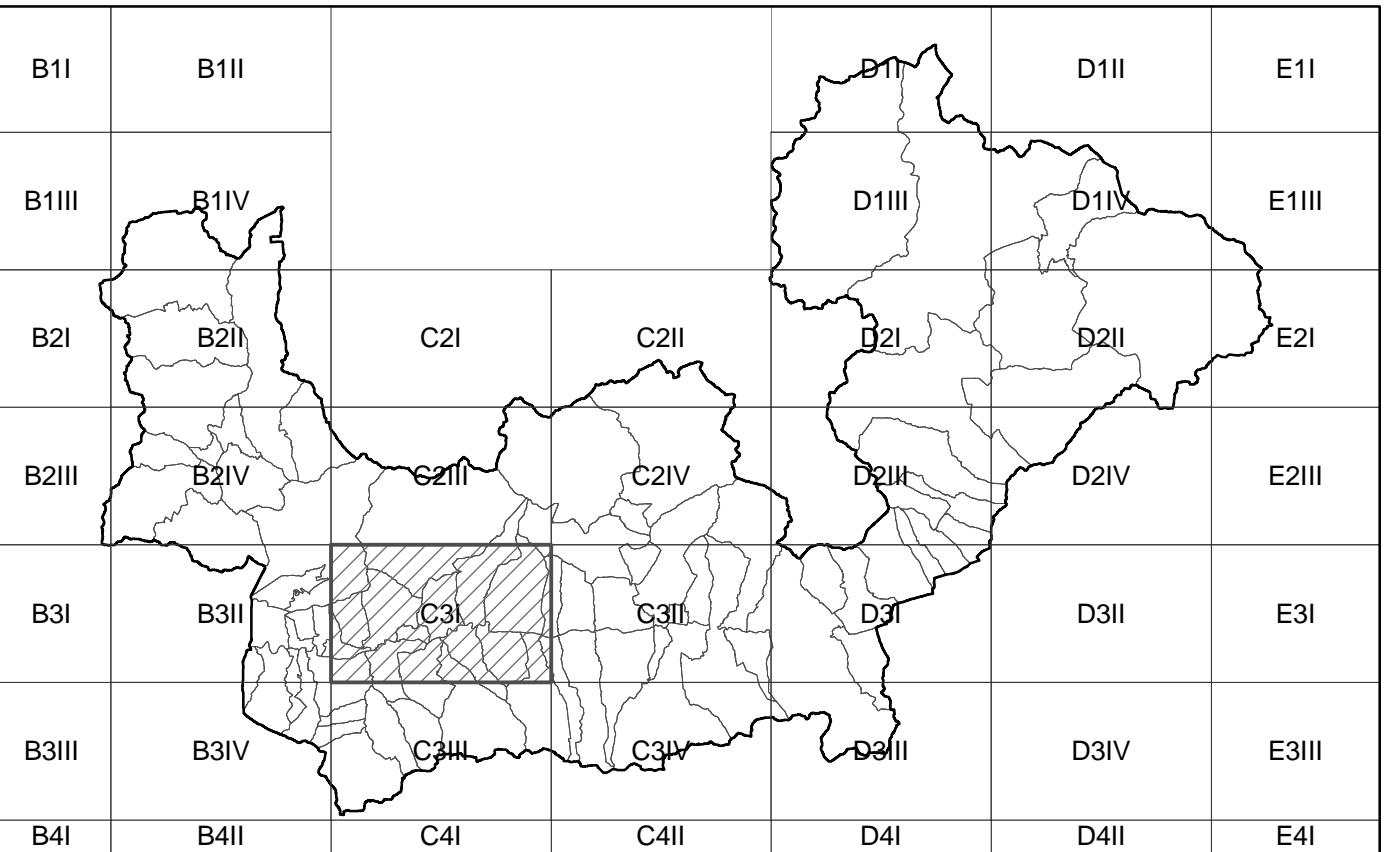 B1I B1II D1II D1II E1I
B1III B1IV D1III D1IV E1III
B2I B2II C2I C2II D2I D2II E2I
B2III B2IV C2III C2IV D2III D2IV E2III
B3I B3II C3I C3II D3I D3II E3I
B3III B3IV C3III C3IV D3III D3IV E3III
B4I B4II C4I C4II D4I D4II E4I